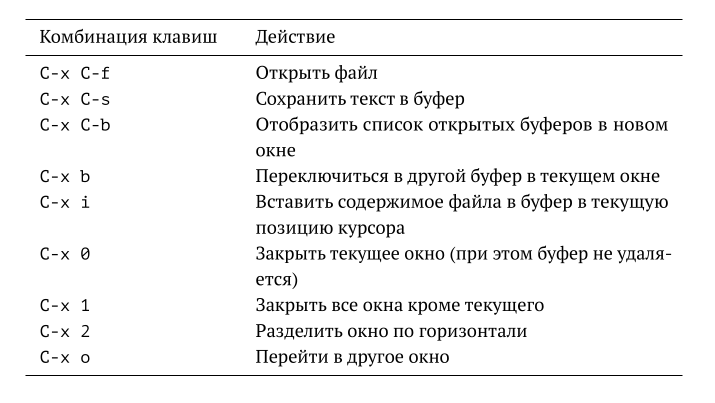 Комбинация клавиш Действие
C-x C-f Открыть файл
C-x C-s Сохранить текст в буфер
C-x C-b Отобразить список открытых буферов в новом
окне
C-x b Переключиться в другой буфер в текущем окне
C-x i Вставить содержимое файла в буфер в текущую
позицию курсора
C-x 0 Закрыть текущее окно (при этом буфер не удаля-
ется)
C-x 1 Закрыть все окна кроме текущего
C-x 2 Разделить окно по горизонтали
C-x o Перейти в другое окно